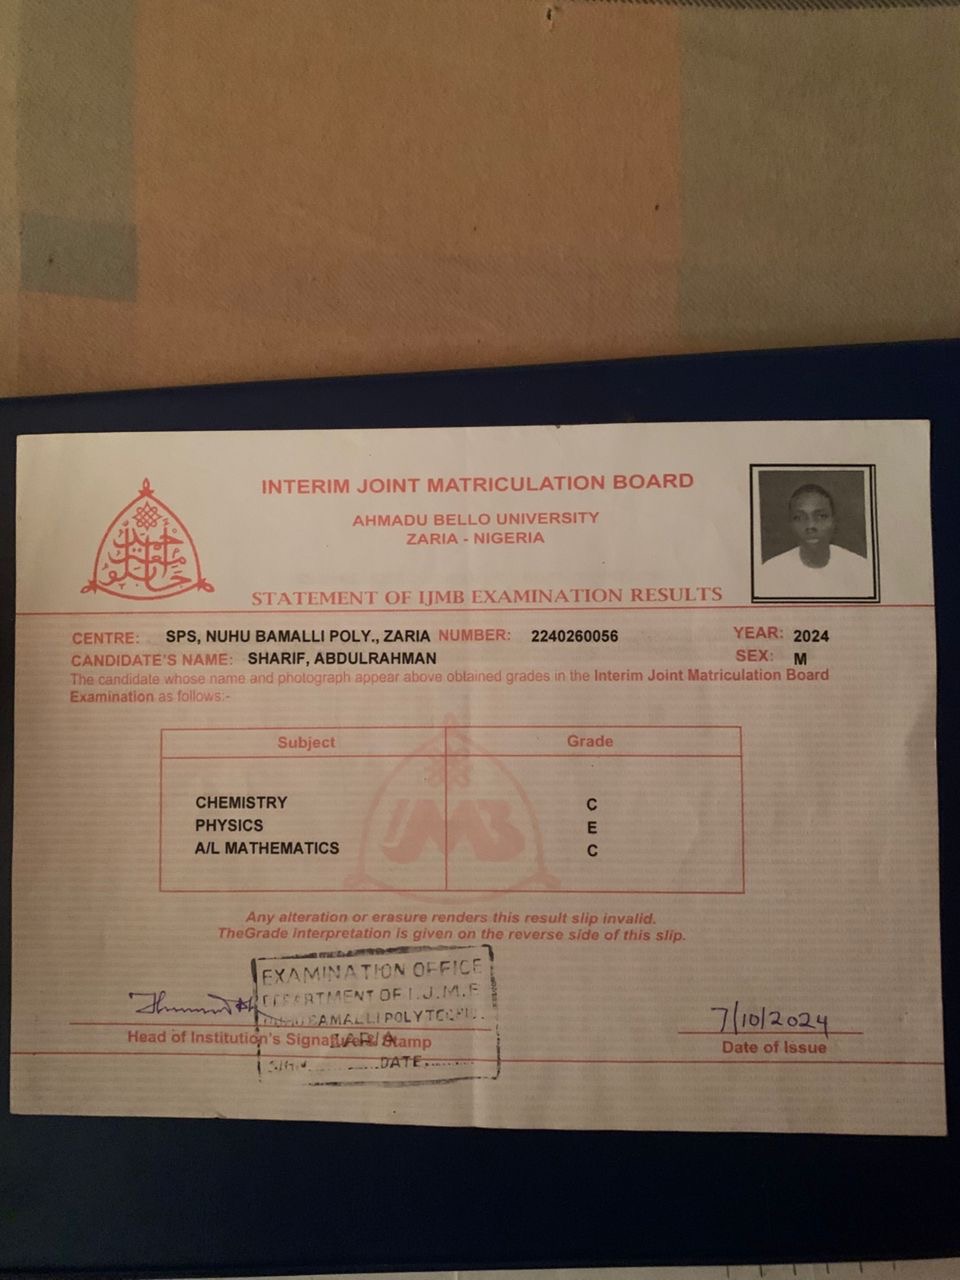 INTERIM JOINT MATRICULATION BOARD
AHMADU BELLO UNIVERSITY
ZARIA - NIGERIA
STATEMENT OF IJMB EXAMINATION RESULTS
CENTRE: SPS, NUHU BAMALLI POLY., ZARIA NUMBER: 2240260056 YEAR: 2024
CANDIDATE'S NAME: SHARIF, ABDULRAHMAN SEX: M
The candidate whose name and photograph appear above obtained grades in the Interim Joint Matriculation Board
Examination as follows:-
Subject Grade
IJMB
CHEMISTRY C
PHYSICS E
A/L MATHEMATICS C
Any alteration or erasure renders this result slip invalid.
TheGrade Interpretation is given on the reverse side of this slip.
EXAMINATION OFFICE
DEPARTMENT OF I.J.M.
BAMALLI POLYTECH
ZARIA
DATE
7/10/2024
Head of Institution's Signature/Stamp
Date of Issue